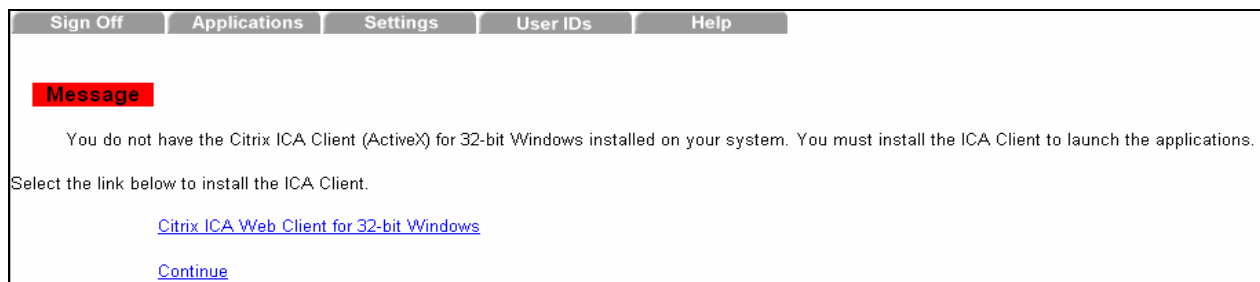 Sign Off Applications Settings User IDs Help
Message
You do not have the Citrix ICA Client (ActiveX) for 32-bit Windows installed on your system. You must install the ICA Client to launch the applications.
Select the link below to install the ICA Client.
Citrix ICA Web Client for 32-bit Windows
Continue